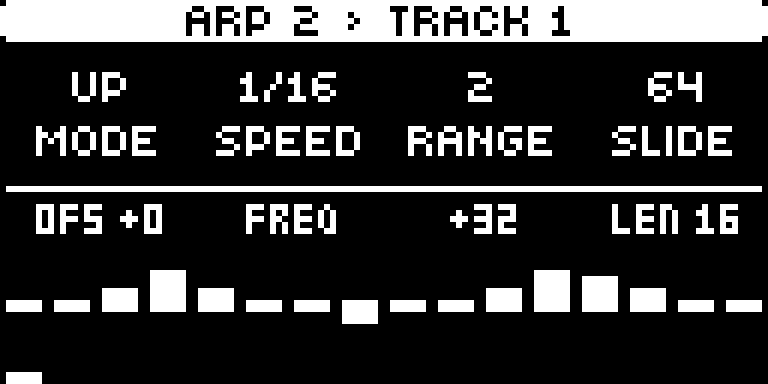 ARP 2 > TRACK 1
UP 1/16 2 64
MODE SPEED RANGE SLIDE
OFS +0 FREQ +32 LEN 16